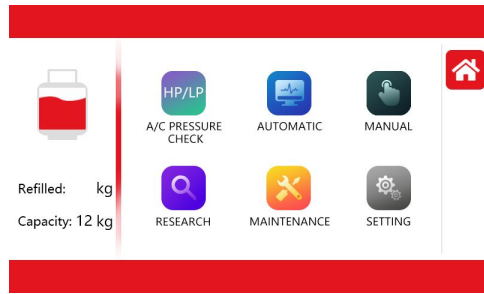 HP/LP
A/C PRESSURE
CHECK
AUTOMATIC
MANUAL
Refilled: kg
Capacity: 12 kg
RESEARCH
MAINTENANCE
SETTING